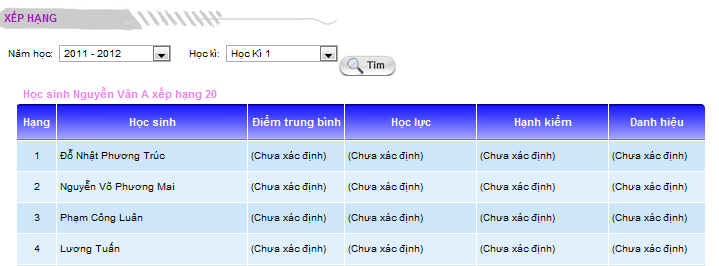 XẾP HẠNG
Năm học: 2011 - 2012 Học kì: Học Kì 1 Tìm
Học sinh Nguyễn Văn A xếp hạng 20
Hạng Học sinh Điểm trung bình Học lực Hạnh kiểm Danh hiệu
1 Đỗ Nhật Phương Trúc (Chưa xác định) (Chưa xác định) (Chưa xác định) (Chưa xác định)
2 Nguyễn Võ Phương Mai (Chưa xác định) (Chưa xác định) (Chưa xác định) (Chưa xác định)
3 Phạm Công Luân (Chưa xác định) (Chưa xác định) (Chưa xác định) (Chưa xác định)
4 Lương Tuấn (Chưa xác định) (Chưa xác định) (Chưa xác định) (Chưa xác định)